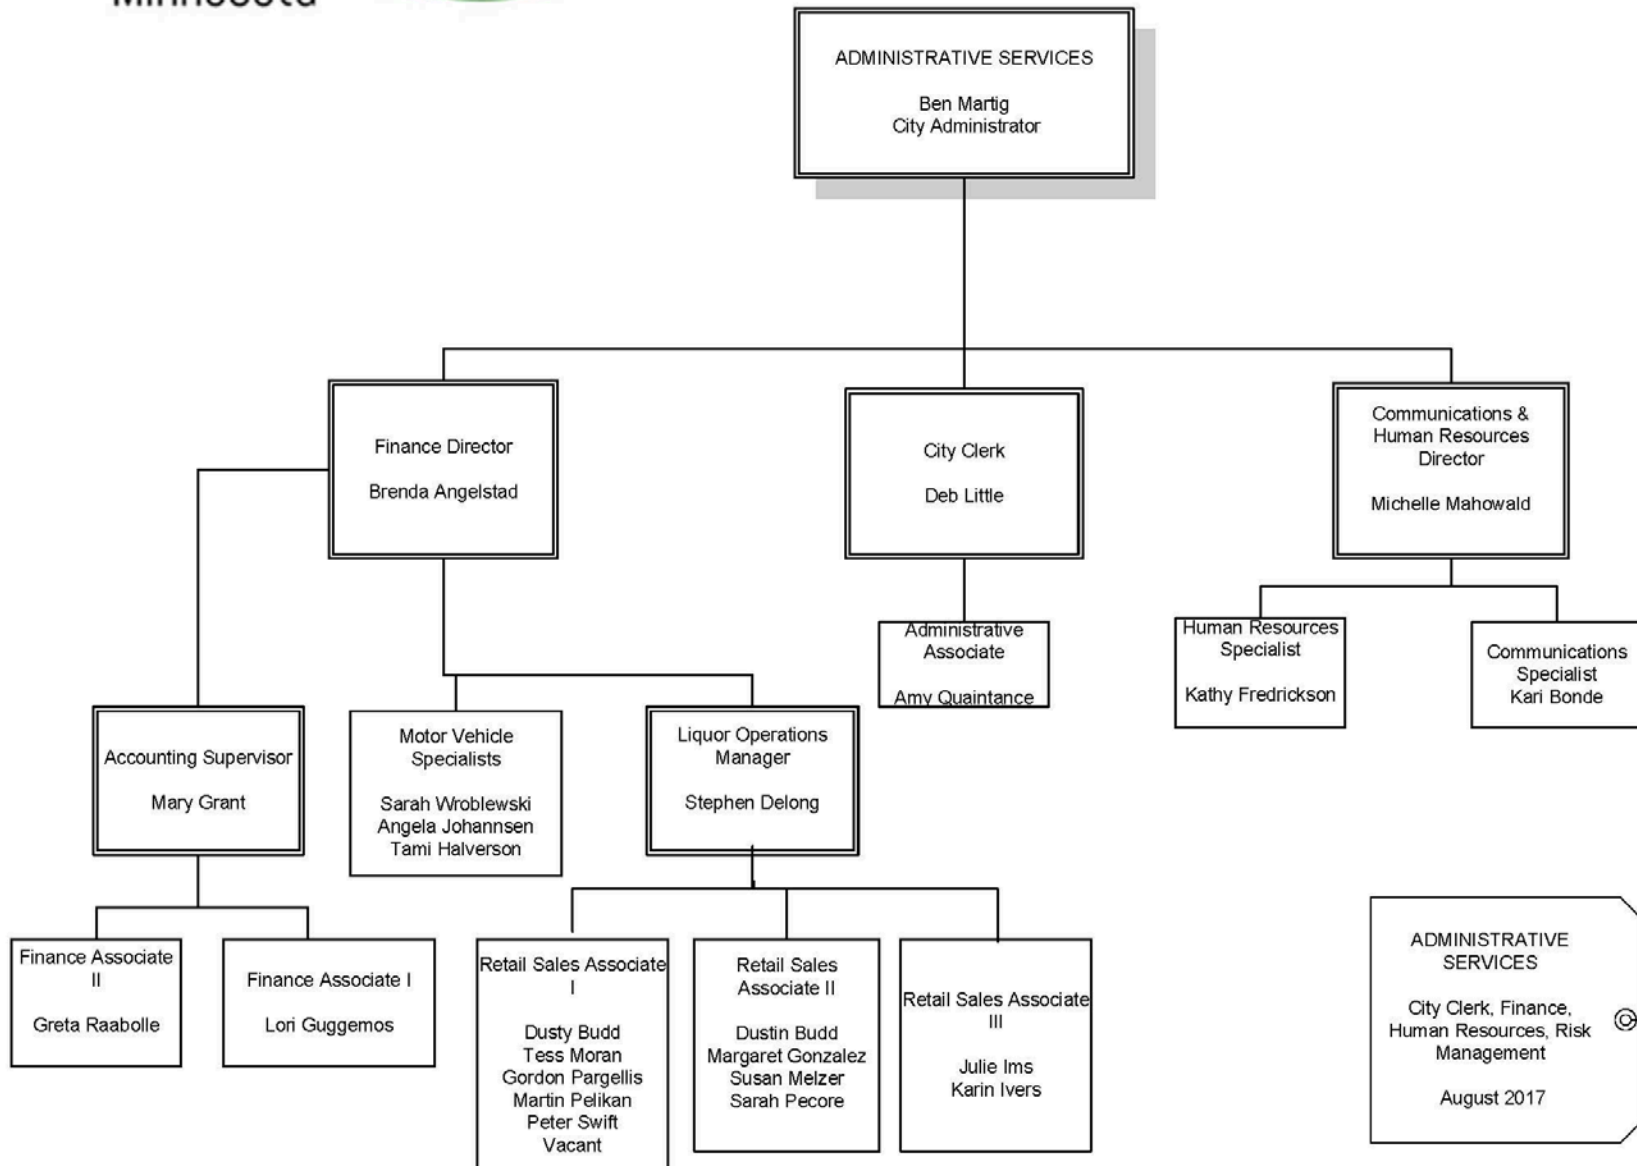 Minnesota
ADMINISTRATIVE SERVICES
Ben Martig
City Administrator
Finance Director
Brenda Angelstad
City Clerk
Deb Little
Communications &
Human Resources
Director
Michelle Mahowald
Administrative
Associate
Amy Quaintance
Human Resources
Specialist
Kathy Fredrickson
Communications
Specialist
Kari Bonde
Accounting Supervisor
Mary Grant
Motor Vehicle
Specialists
Sarah Wroblewski
Angela Johannsen
Tami Halverson
Liquor Operations
Manager
Stephen Delong
Finance Associate
II
Greta Raabolle
Finance Associate I
Lori Guggemos
Retail Sales Associate
I
Dusty Budd
Tess Moran
Gordon Pargellis
Martin Pelikan
Peter Swift
Vacant
Retail Sales
Associate II
Dustin Budd
Margaret Gonzalez
Susan Melzer
Sarah Pecore
Retail Sales Associate
III
Julie Ims
Karin Ivers
ADMINISTRATIVE
SERVICES
City Clerk, Finance,
Human Resources, Risk
Management
August 2017